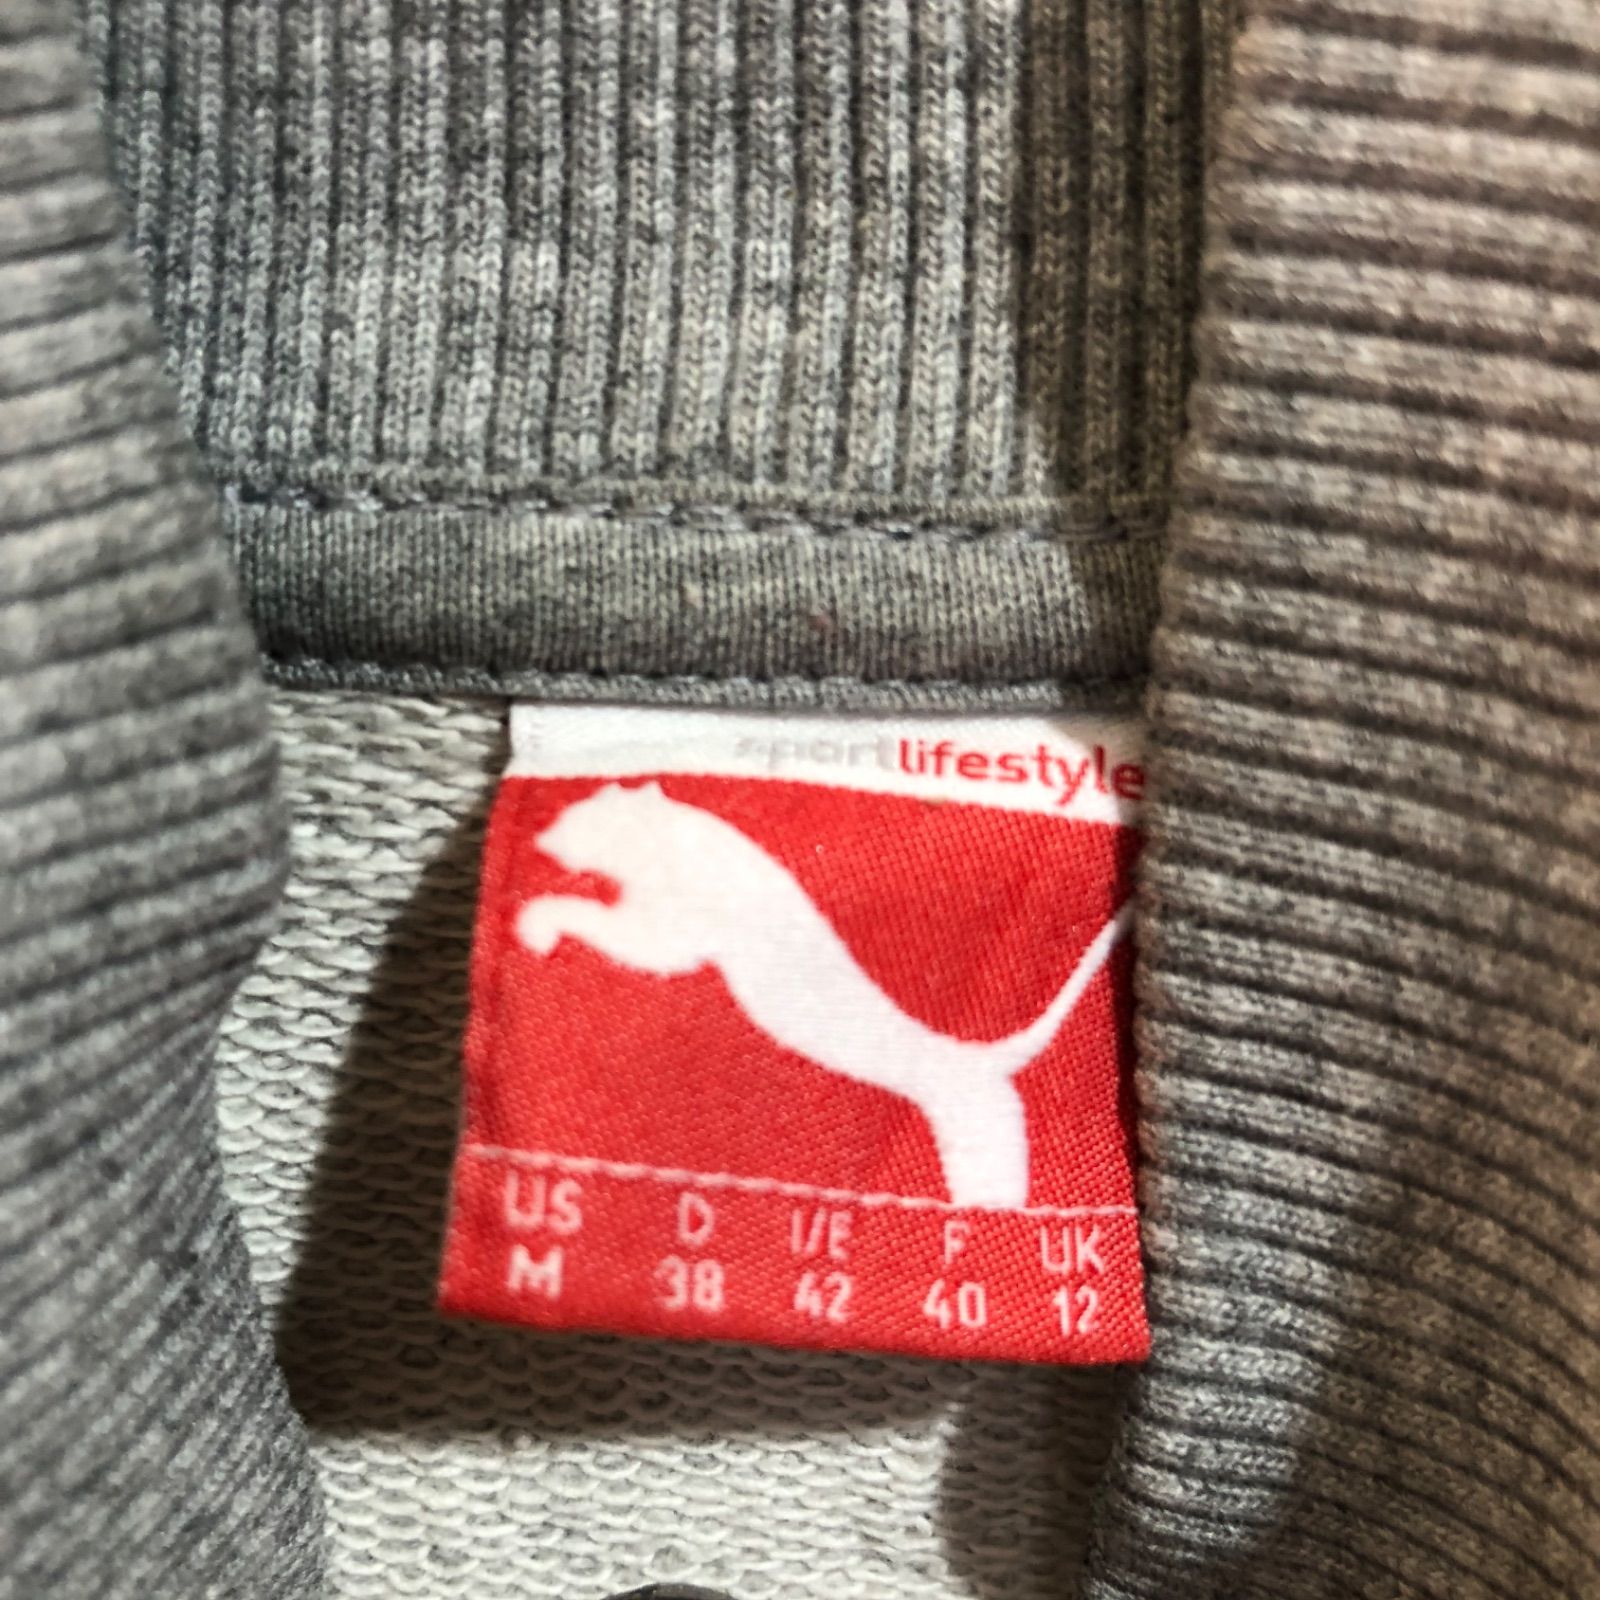 sportlifestyle
US D I/E F UK
M 38 42 40 12